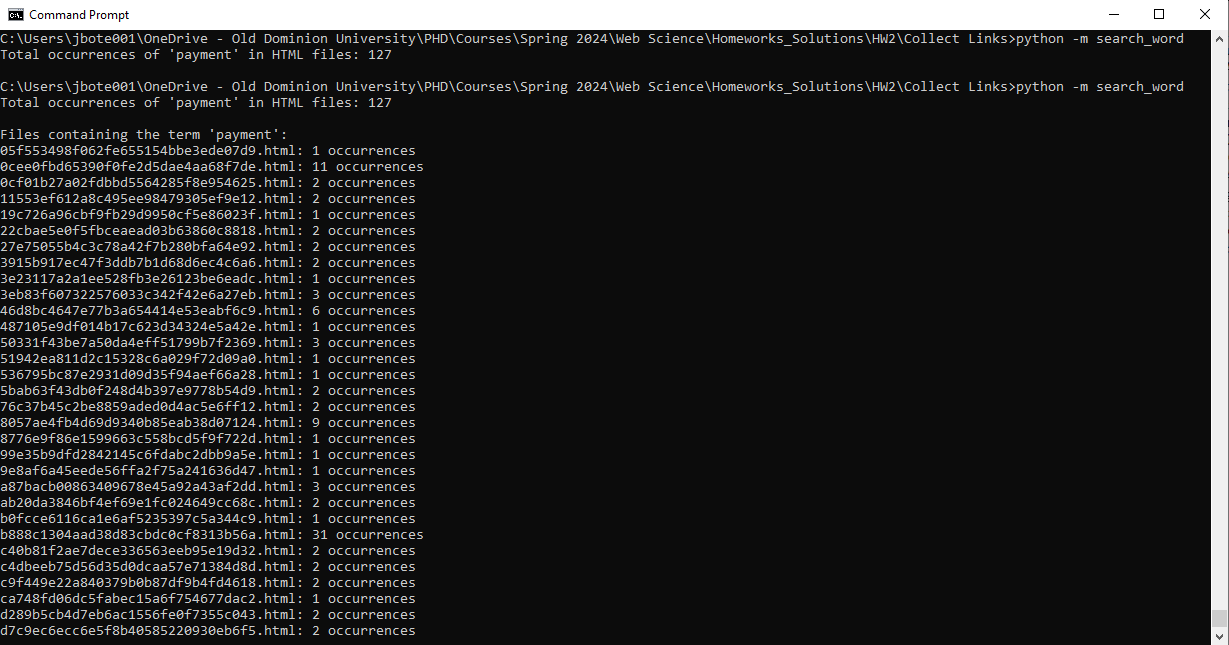 Command Prompt
C:\Users\jbote001\OneDrive - Old Dominion University\PHD\Courses\Spring 2024\Web Science\Homeworks_Solutions\HW2\Collect Links>python -m search_word
Total occurrences of 'payment' in HTML files: 127
C:\Users\jbote001\OneDrive - Old Dominion University\PHD\Courses\Spring 2024\Web Science\Homeworks_Solutions\HW2\Collect Links>python -m search_word
Total occurrences of 'payment' in HTML files: 127
Files containing the term 'payment':
05f553498f062fe655154bbe3ede07d9.html: 1 occurrences
0cee0fbd65390f0fe2d5dae4aa68f7de.html: 11 occurrences
0cf01b27a02fdbbd5564285f8e954625.html: 2 occurrences
11553ef612a8c495ee98479305ef9e12.html: 2 occurrences
19c726a96cbf9fb29d9950cf5e86023f.html: 1 occurrences
22cbae5e0f5fbceaead03b63860c8818.html: 2 occurrences
27e75055b4c3c78a42f7b280bfa64e92.html: 2 occurrences
3915b917ec47f3ddb7b1d68d6ec4c6a6.html: 2 occurrences
3e23117a2a1ee528fb3e26123be6eadc.html: 1 occurrences
3eb83f607322576033c342f42e6a27eb.html: 3 occurrences
46d8bc4647e77b3a654414e53eabf6c9.html: 6 occurrences
487105e9df014b17c623d34324e5a42e.html: 1 occurrences
50331f43be7a50da4eff51799b7f2369.html: 3 occurrences
51942ea811d2c15328c6a029f72d09a0.html: 1 occurrences
536795bc87e2931d09d35f94aef66a28.html: 1 occurrences
5bab63f43db0f248d4b397e9778b54d9.html: 2 occurrences
76c37b45c2be8859aded0d4ac5e6ff12.html: 2 occurrences
8057ae4fb4d69d9340b85eab38d07124.html: 9 occurrences
8776e9f86e1599663c558bcd5f9f722d.html: 1 occurrences
99e35b9dfd2842145c6fdabc2dbb9a5e.html: 1 occurrences
9e8af6a45eede56ffa2f75a241636d47.html: 1 occurrences
a87bacb00863409678e45a92a43af2dd.html: 3 occurrences
ab20da3846bf4ef69e1fc024649cc68c.html: 2 occurrences
b0fcce6116ca1e6af5235397c5a344c9.html: 1 occurrences
b888c1304aad38d83cbdc0cf8313b56a.html: 31 occurrences
c40b81f2ae7dece336563eeb95e19d32.html: 2 occurrences
c4dbeeb75d56d35d0dcaa57e71384d8d.html: 2 occurrences
c9f449e22a840379b0b87df9b4fd4618.html: 2 occurrences
ca748fd06dc5fabec15a6f754677dac2.html: 1 occurrences
d289b5cb4d7eb6ac1556fe0f7355c043.html: 2 occurrences
d7c9ec6ecc6e5f8b40585220930eb6f5.html: 2 occurrences